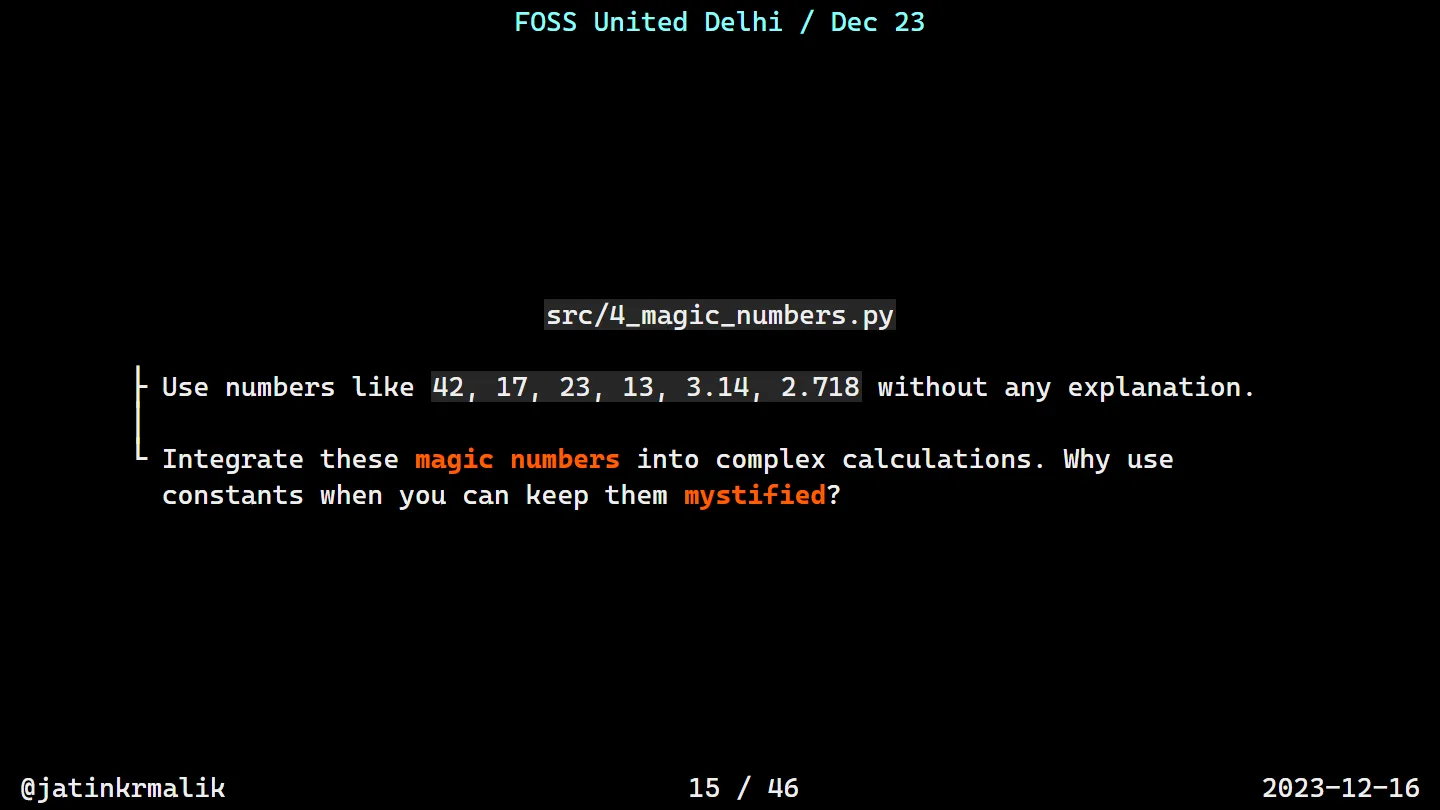 FOSS United Delhi / Dec 23
src/4_magic_numbers.py
├ Use numbers like 42, 17, 23, 13, 3.14, 2.718 without any explanation.
│
└ Integrate these magic numbers into complex calculations. Why use
constants when you can keep them mystified?
@jatinkrmalik 15 / 46 2023-12-16